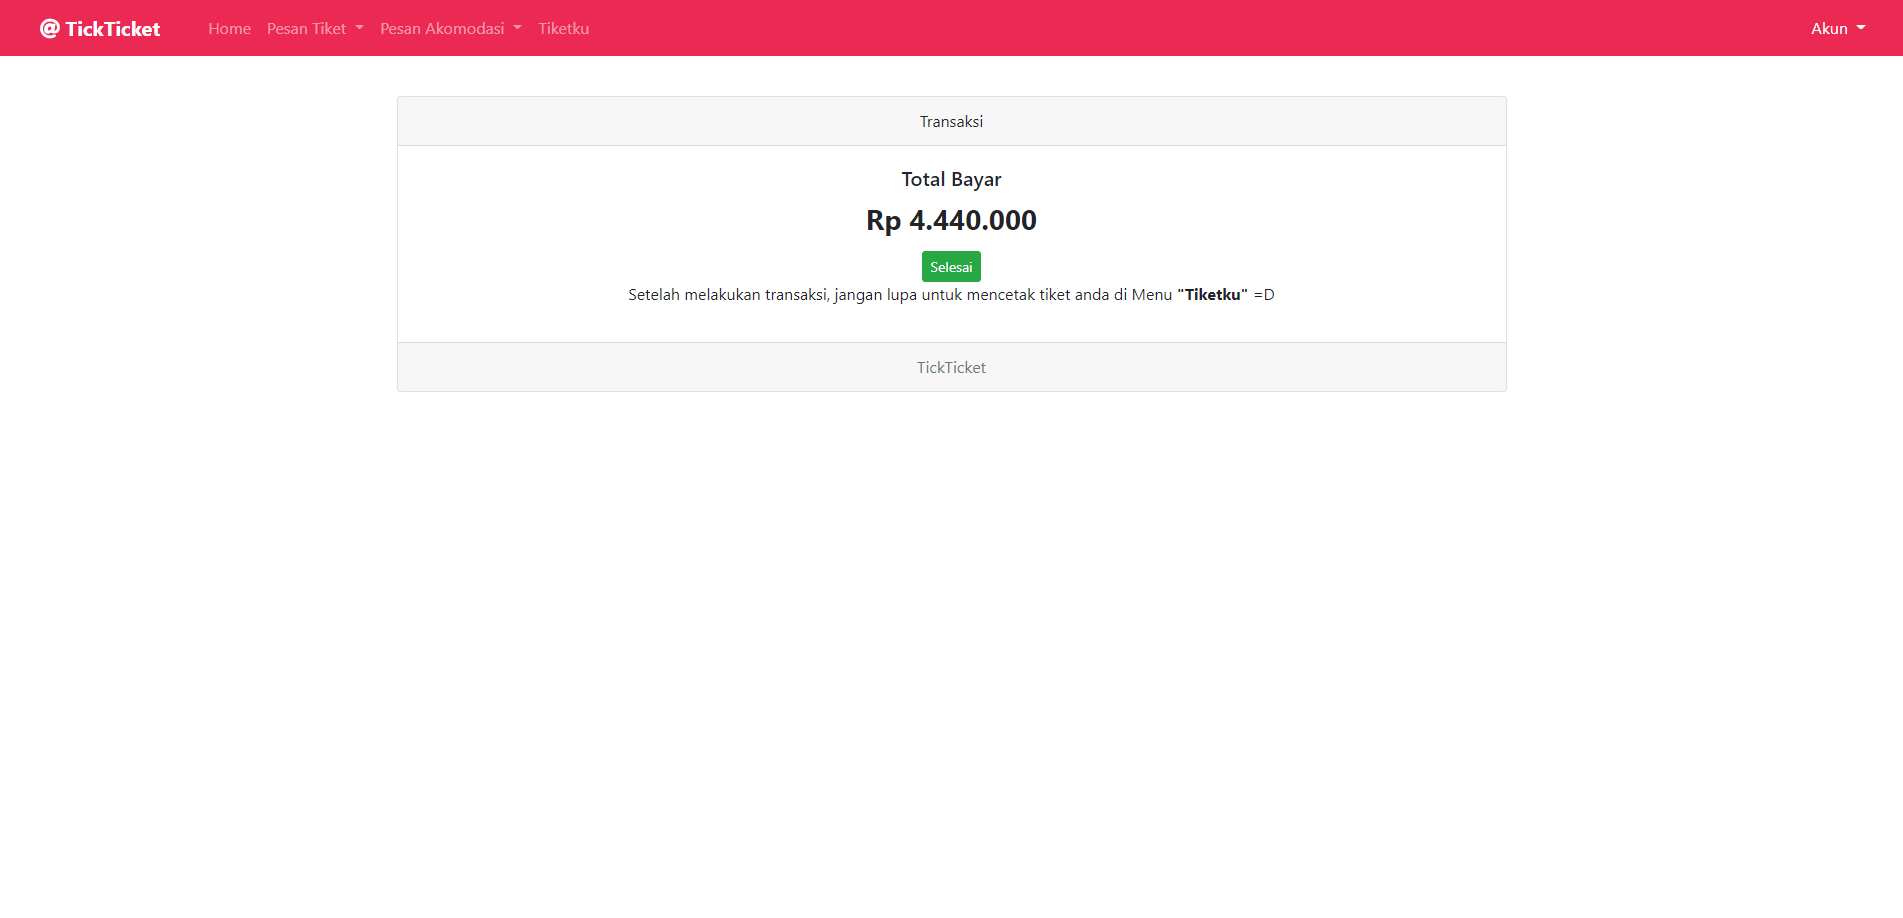 @ TickTicket Home Pesan Tiket Pesan Akomodasi Tiketku Akun
Transaksi
Total Bayar
Rp 4.440.000
Selesai
Setelah melakukan transaksi, jangan lupa untuk mencetak tiket anda di Menu "Tiketku" =D
TickTicket